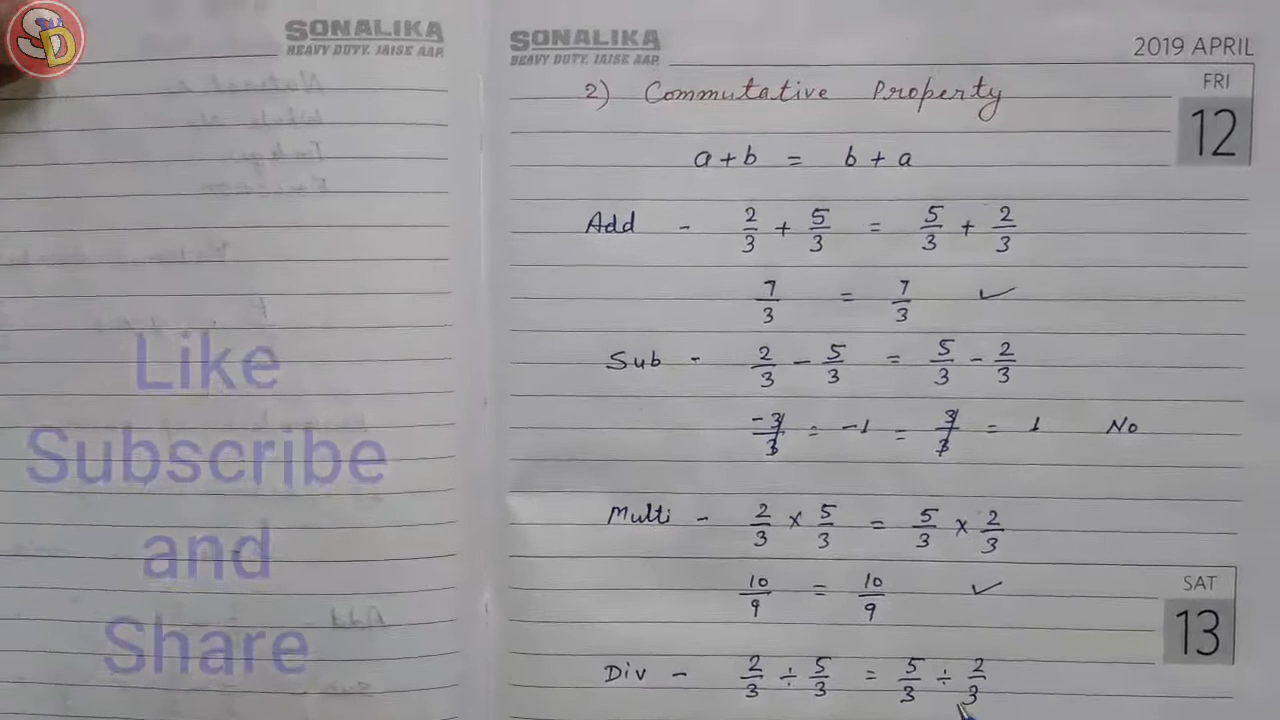 SD
SONALIKA
HEAVY DUTY. JAISE AAP.
Like
Subscribe
and
Share
SONALIKA
HEAVY DUTY. JAISE AAP.
2019 APRIL
FRI
12
2) Commutative Property
a + b = b + a
Add - 2/3 + 5/3 = 5/3 + 2/3
7/3 = 7/3 ✓
Sub - 2/3 - 5/3 = 5/3 - 2/3
-3/3 = -1 = 3/3 = 1 No
Multi - 2/3 × 5/3 = 5/3 × 2/3
10/9 = 10/9 ✓
SAT
13
Div - 2/3 ÷ 5/3 = 5/3 ÷ 2/3